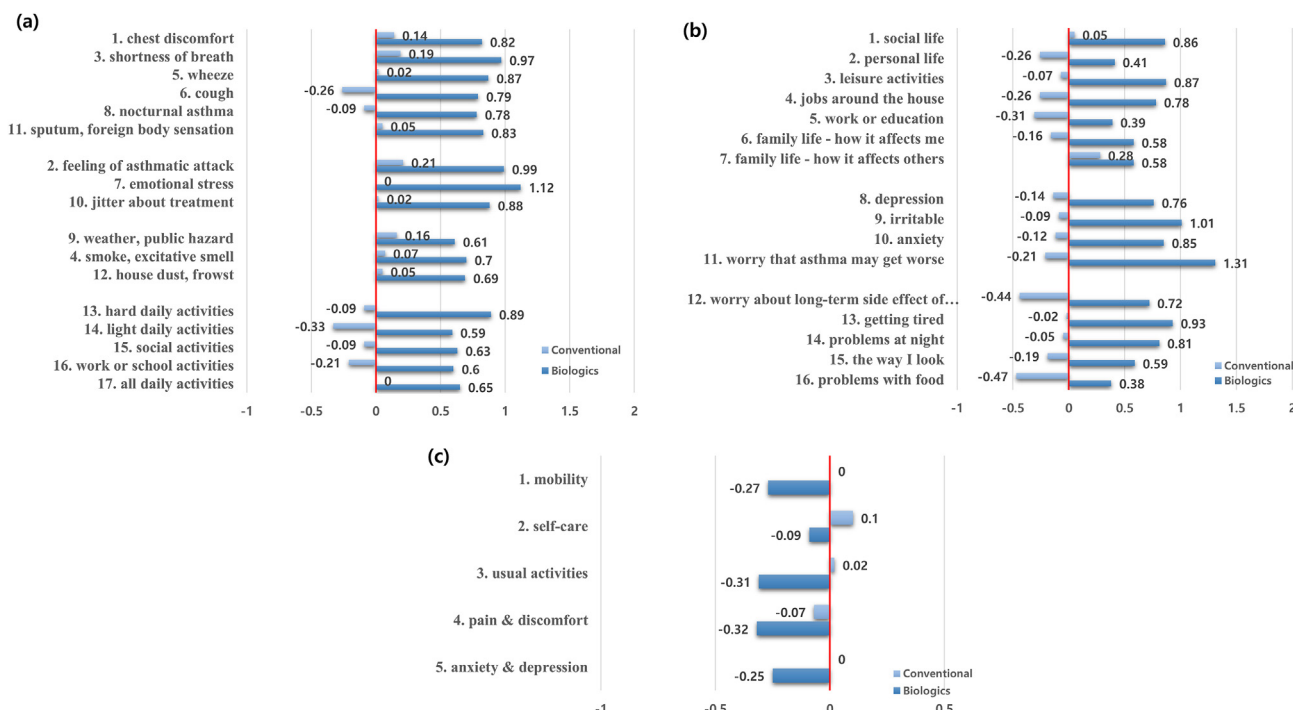 (a)
1. chest discomfort 0.14 0.82
3. shortness of breath 0.19 0.97
5. wheeze 0.02 0.87
6. cough -0.26 0.79
8. nocturnal asthma -0.09 0.78
11. sputum, foreign body sensation 0.05 0.83
2. feeling of asthmatic attack 0.21 0.99
7. emotional stress 0 1.12
10. jitter about treatment 0.02 0.88
9. weather, public hazard 0.16 0.61
4. smoke, excitative smell 0.07 0.7
12. house dust, frowst 0.05 0.69
13. hard daily activities -0.09 0.89
14. light daily activities -0.33 0.59
15. social activities -0.09 0.63
16. work or school activities -0.21 0.6
17. all daily activities 0 0.65
Conventional
Biologics
-1 -0.5 0 0.5 1 1.5 2
(b)
1. social life 0.05 0.86
2. personal life -0.26 0.41
3. leisure activities -0.07 0.87
4. jobs around the house -0.26 0.78
5. work or education -0.31 0.39
6. family life - how it affects me -0.16 0.58
7. family life - how it affects others 0.28 0.58
8. depression -0.14 0.76
9. irritable -0.09 1.01
10. anxiety -0.12 0.85
11. worry that asthma may get worse -0.21 1.31
12. worry about long-term side effect of… -0.44 0.72
13. getting tired -0.02 0.93
14. problems at night -0.05 0.81
15. the way I look -0.19 0.59
16. problems with food -0.47 0.38
Conventional
Biologics
-1 -0.5 0 0.5 1 1.5 2
(c)
1. mobility 0 -0.27
2. self-care 0.1 -0.09
3. usual activities 0.02 -0.31
4. pain & discomfort -0.07 -0.32
5. anxiety & depression 0 -0.25
Conventional
Biologics
-1 -0.5 0 0.5